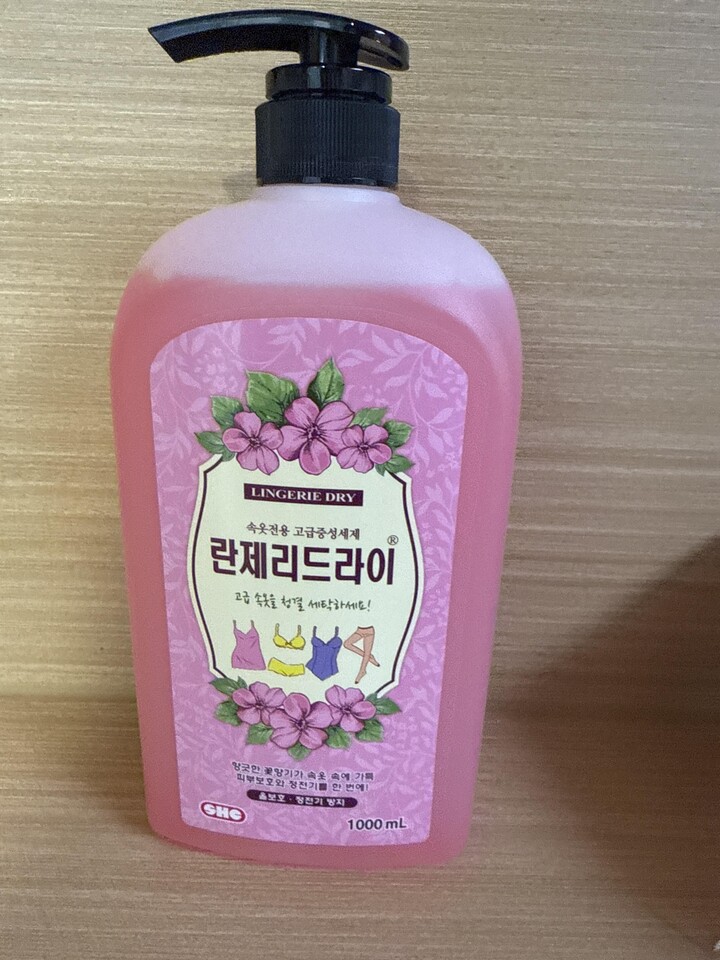 LINGERIE DRY
속옷전용 고급중성세제
란제리드라이®
고급 속옷을 청결 세탁하세요!
향긋한 꽃향기가 속옷 속에 가득
피부보호와 정전기를 한 번에!
올보호 · 정전기 방지
SHC
1000 mL